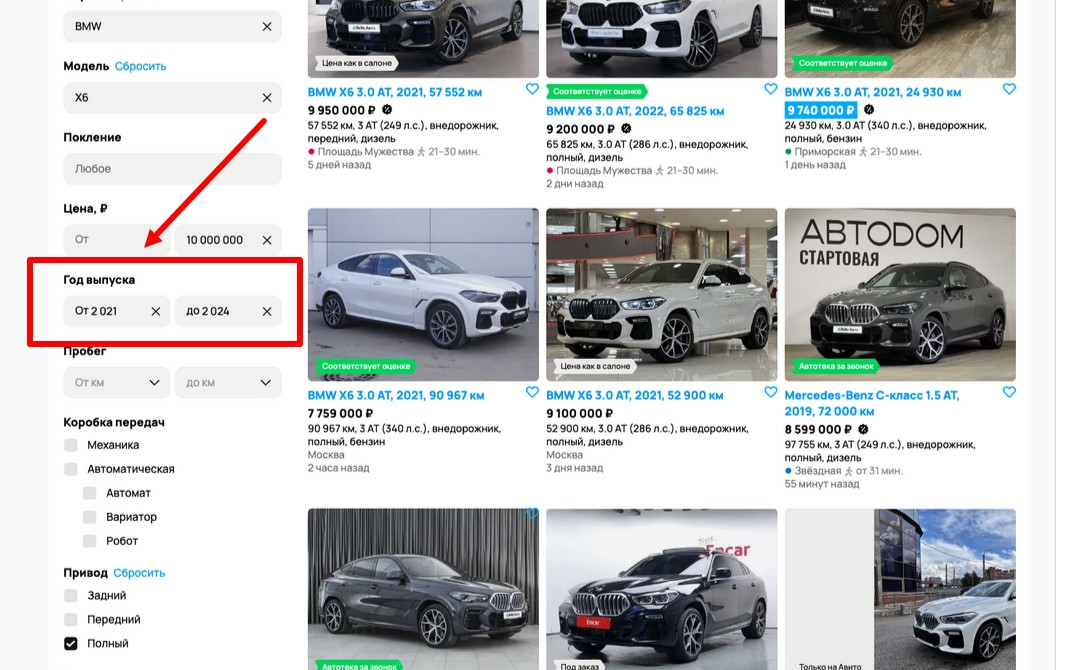 BMW
Модель Сбросить
X6
Покление
Любое
Цена, ₽
От
10 000 000
Год выпуска
От 2 021
до 2 024
Пробег
От км
до км
Коробка передач
Механика
Автоматическая
Автомат
Вариатор
Робот
Привод Сбросить
Задний
Передний
Полный
Цена как в салоне
BMW X6 3.0 AT, 2021, 57 552 км
9 950 000 ₽
57 552 км, 3 AT (249 л.с.), внедорожник,
передний, дизель
Площадь Мужества 21–30 мин.
5 дней назад
Соответствует оценке
BMW X6 3.0 AT, 2022, 65 825 км
9 200 000 ₽
65 825 км, 3.0 AT (286 л.с.), внедорожник,
полный, дизель
Площадь Мужества 21–30 мин.
2 дни назад
Соответствует оценке
BMW X6 3.0 AT, 2021, 24 930 км
9 740 000 ₽
24 930 км, 3.0 AT (340 л.с.), внедорожник,
полный, бензин
Приморская 21–30 мин.
1 день назад
Соответствует оценке
BMW X6 3.0 AT, 2021, 90 967 км
7 759 000 ₽
90 967 км, 3 AT (340 л.с.), внедорожник,
полный, бензин
Москва
2 часа назад
Цена как в салоне
BMW X6 3.0 AT, 2021, 52 900 км
9 100 000 ₽
52 900 км, 3.0 AT (286 л.с.), внедорожник,
полный, дизель
Москва
3 дня назад
АВТОDОМ
СТАРТОВАЯ
Автотека за звонок
Mercedes-Benz C-класс 1.5 AT,
2019, 72 000 км
8 599 000 ₽
97 755 км, 3 AT (249 л.с.), внедорожник,
полный, дизель
Звёздная от 31 мин.
55 минут назад
Автотека за звонок
Encar
Encar
Под заказ
Только на Авито